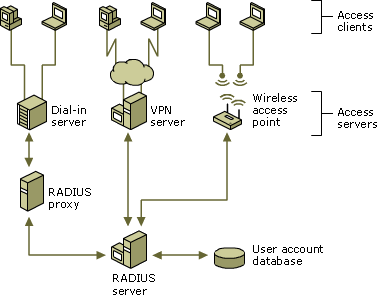 Access
clients
Dial-in
server
VPN
server
Wireless
access
point
Access
servers
RADIUS
proxy
RADIUS
server
User account
database